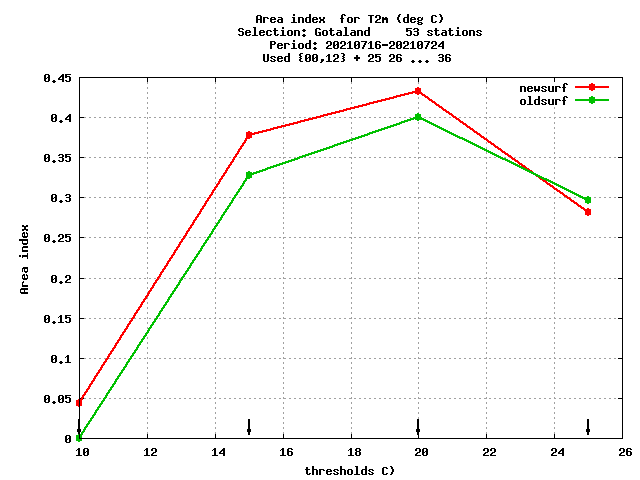 Area index  for T2m (deg C)
Selection: Gotaland     53 stations
Period: 20210716-20210724
Used {00,12} + 25 26 ... 36
newsurf
oldsurf
0.45
0.4
0.35
0.3
0.25
0.2
0.15
0.1
0.05
0
Area index
10 12 14 16 18 20 22 24 26
thresholds C)